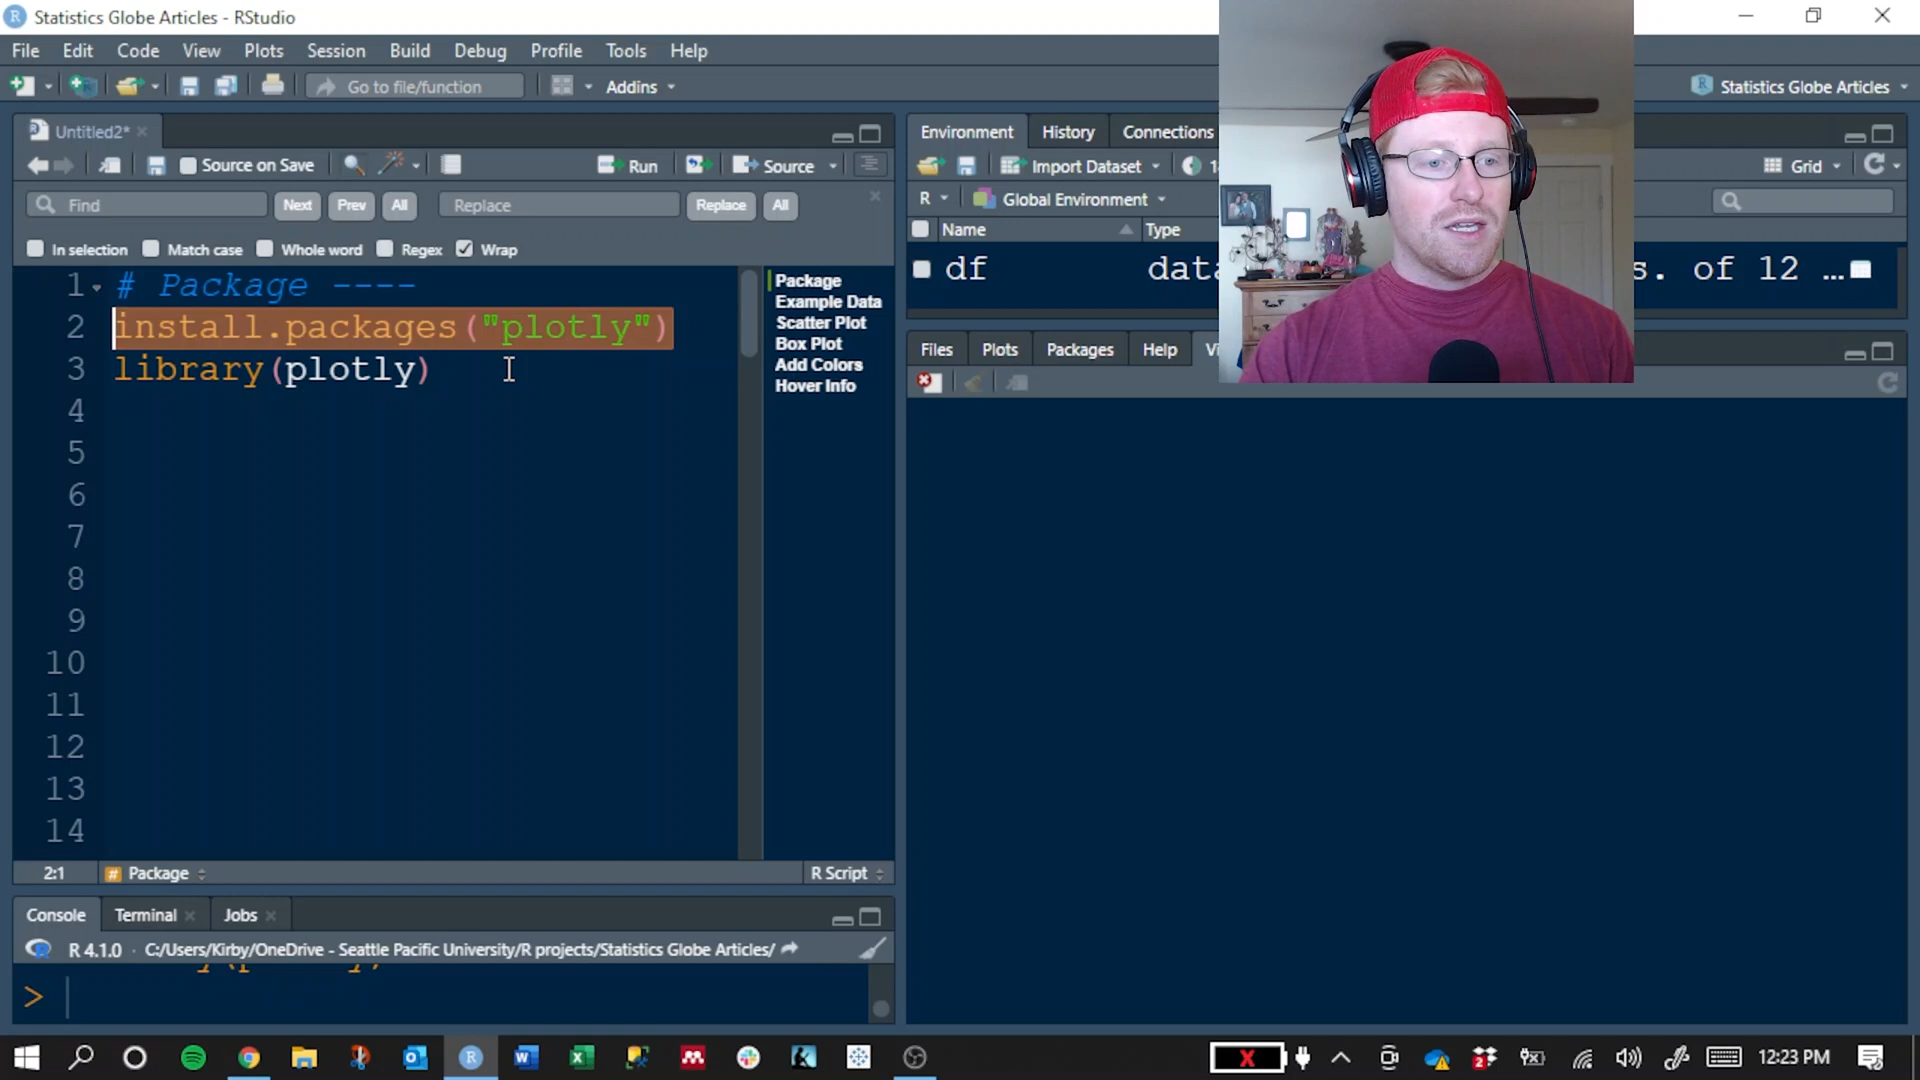 Statistics Globe Articles - RStudio
File Edit Code View Plots Session Build Debug Profile Tools Help
Go to file/function Addins
Statistics Globe Articles
Untitled2*
Source on Save Run Source
Find Next Prev All Replace Replace All
In selection Match case Whole word Regex Wrap
1 # Package ----
2 install.packages("plotly")
3 library(plotly)
4
5
6
7
8
9
10
11
12
13
14
Package
Example Data
Scatter Plot
Box Plot
Add Colors
Hover Info
2:1 # Package R Script
Console Terminal Jobs
R 4.1.0 · C:/Users/Kirby/OneDrive - Seattle Pacific University/R projects/Statistics Globe Articles/
>
Environment History Connections
Import Dataset Grid
R Global Environment
Name Type
df data s. of 12 …
Files Plots Packages Help
12:23 PM